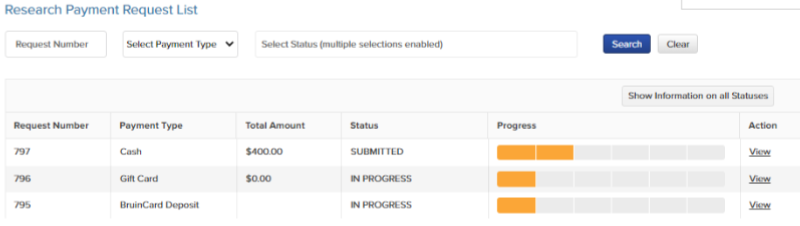 Research Payment Request List
Request Number Select Payment Type Select Status (multiple selections enabled) Search Clear
Show Information on all Statuses
Request Number Payment Type Total Amount Status Progress Action
797 Cash $400.00 SUBMITTED View
796 Gift Card $0.00 IN PROGRESS View
795 BruinCard Deposit IN PROGRESS View